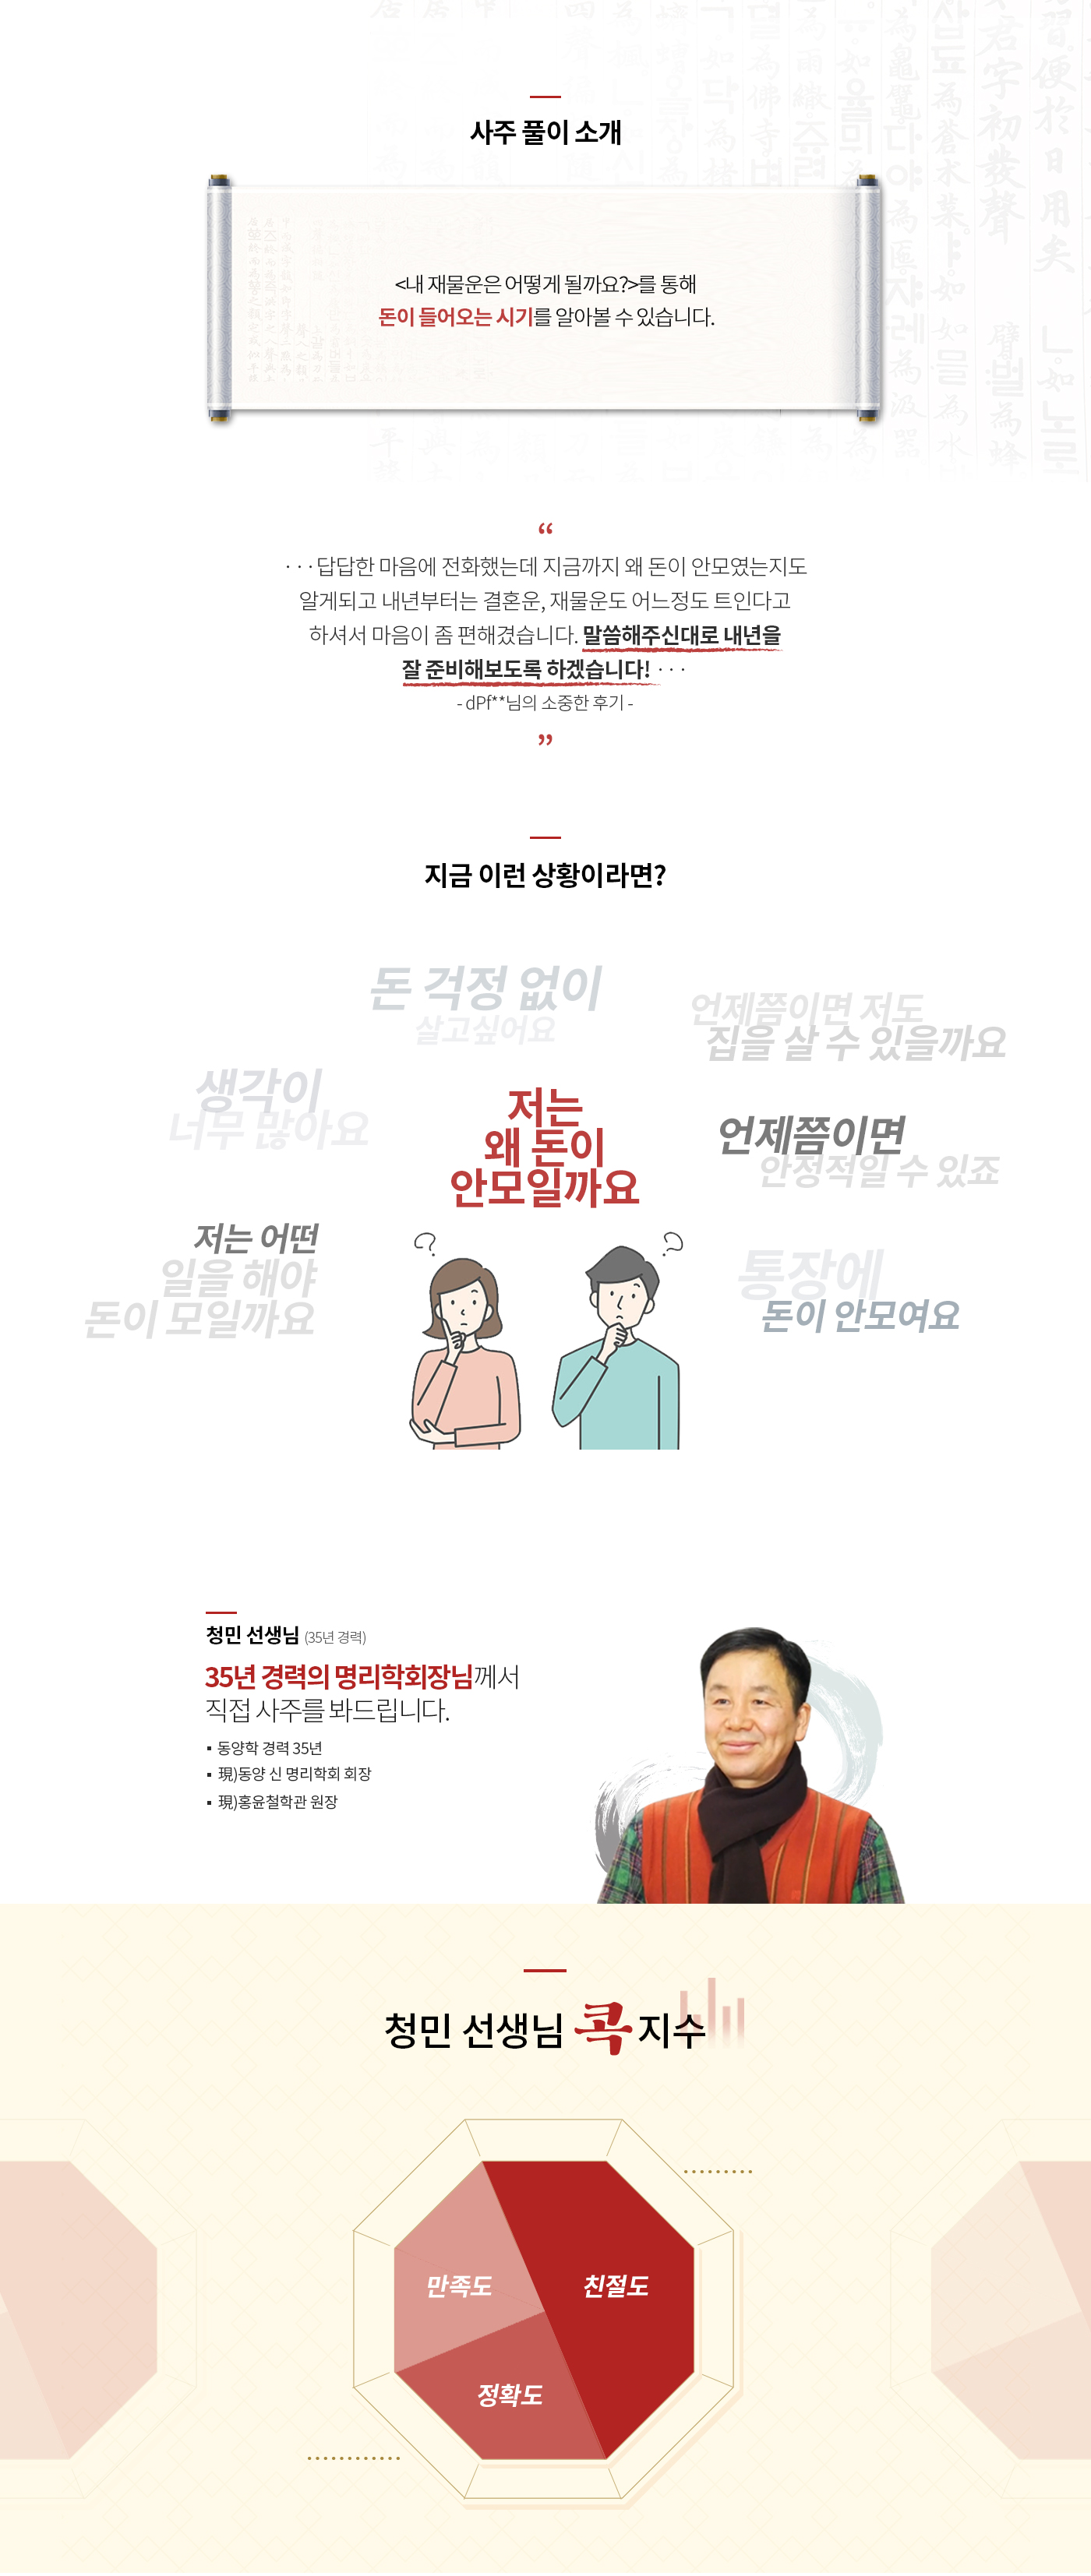 사주 풀이 소개
<내 재물운은 어떻게 될까요?>를 통해
돈이 들어오는 시기를 알아볼 수 있습니다.
“
· · · 답답한 마음에 전화했는데 지금까지 왜 돈이 안모였는지도
알게되고 내년부터는 결혼운, 재물운도 어느정도 트인다고
하셔서 마음이 좀 편해졌습니다. 말씀해주신대로 내년을
잘 준비해보도록 하겠습니다! · · ·
- dPf**님의 소중한 후기 -
”
지금 이런 상황이라면?
돈 걱정 없이
살고싶어요
언제쯤이면 저도
집을 살 수 있을까요
생각이
너무 많아요
저는
왜 돈이
안모일까요
언제쯤이면
안정적일 수 있죠
저는 어떤
일을 해야
돈이 모일까요
통장에
돈이 안모여요
청민 선생님 (35년 경력)
35년 경력의 명리학회장님께서
직접 사주를 봐드립니다.
▪ 동양학 경력 35년
▪ 現)동양 신 명리학회 회장
▪ 現)홍윤철학관 원장
청민 선생님 콕 지수
만족도
친절도
정확도